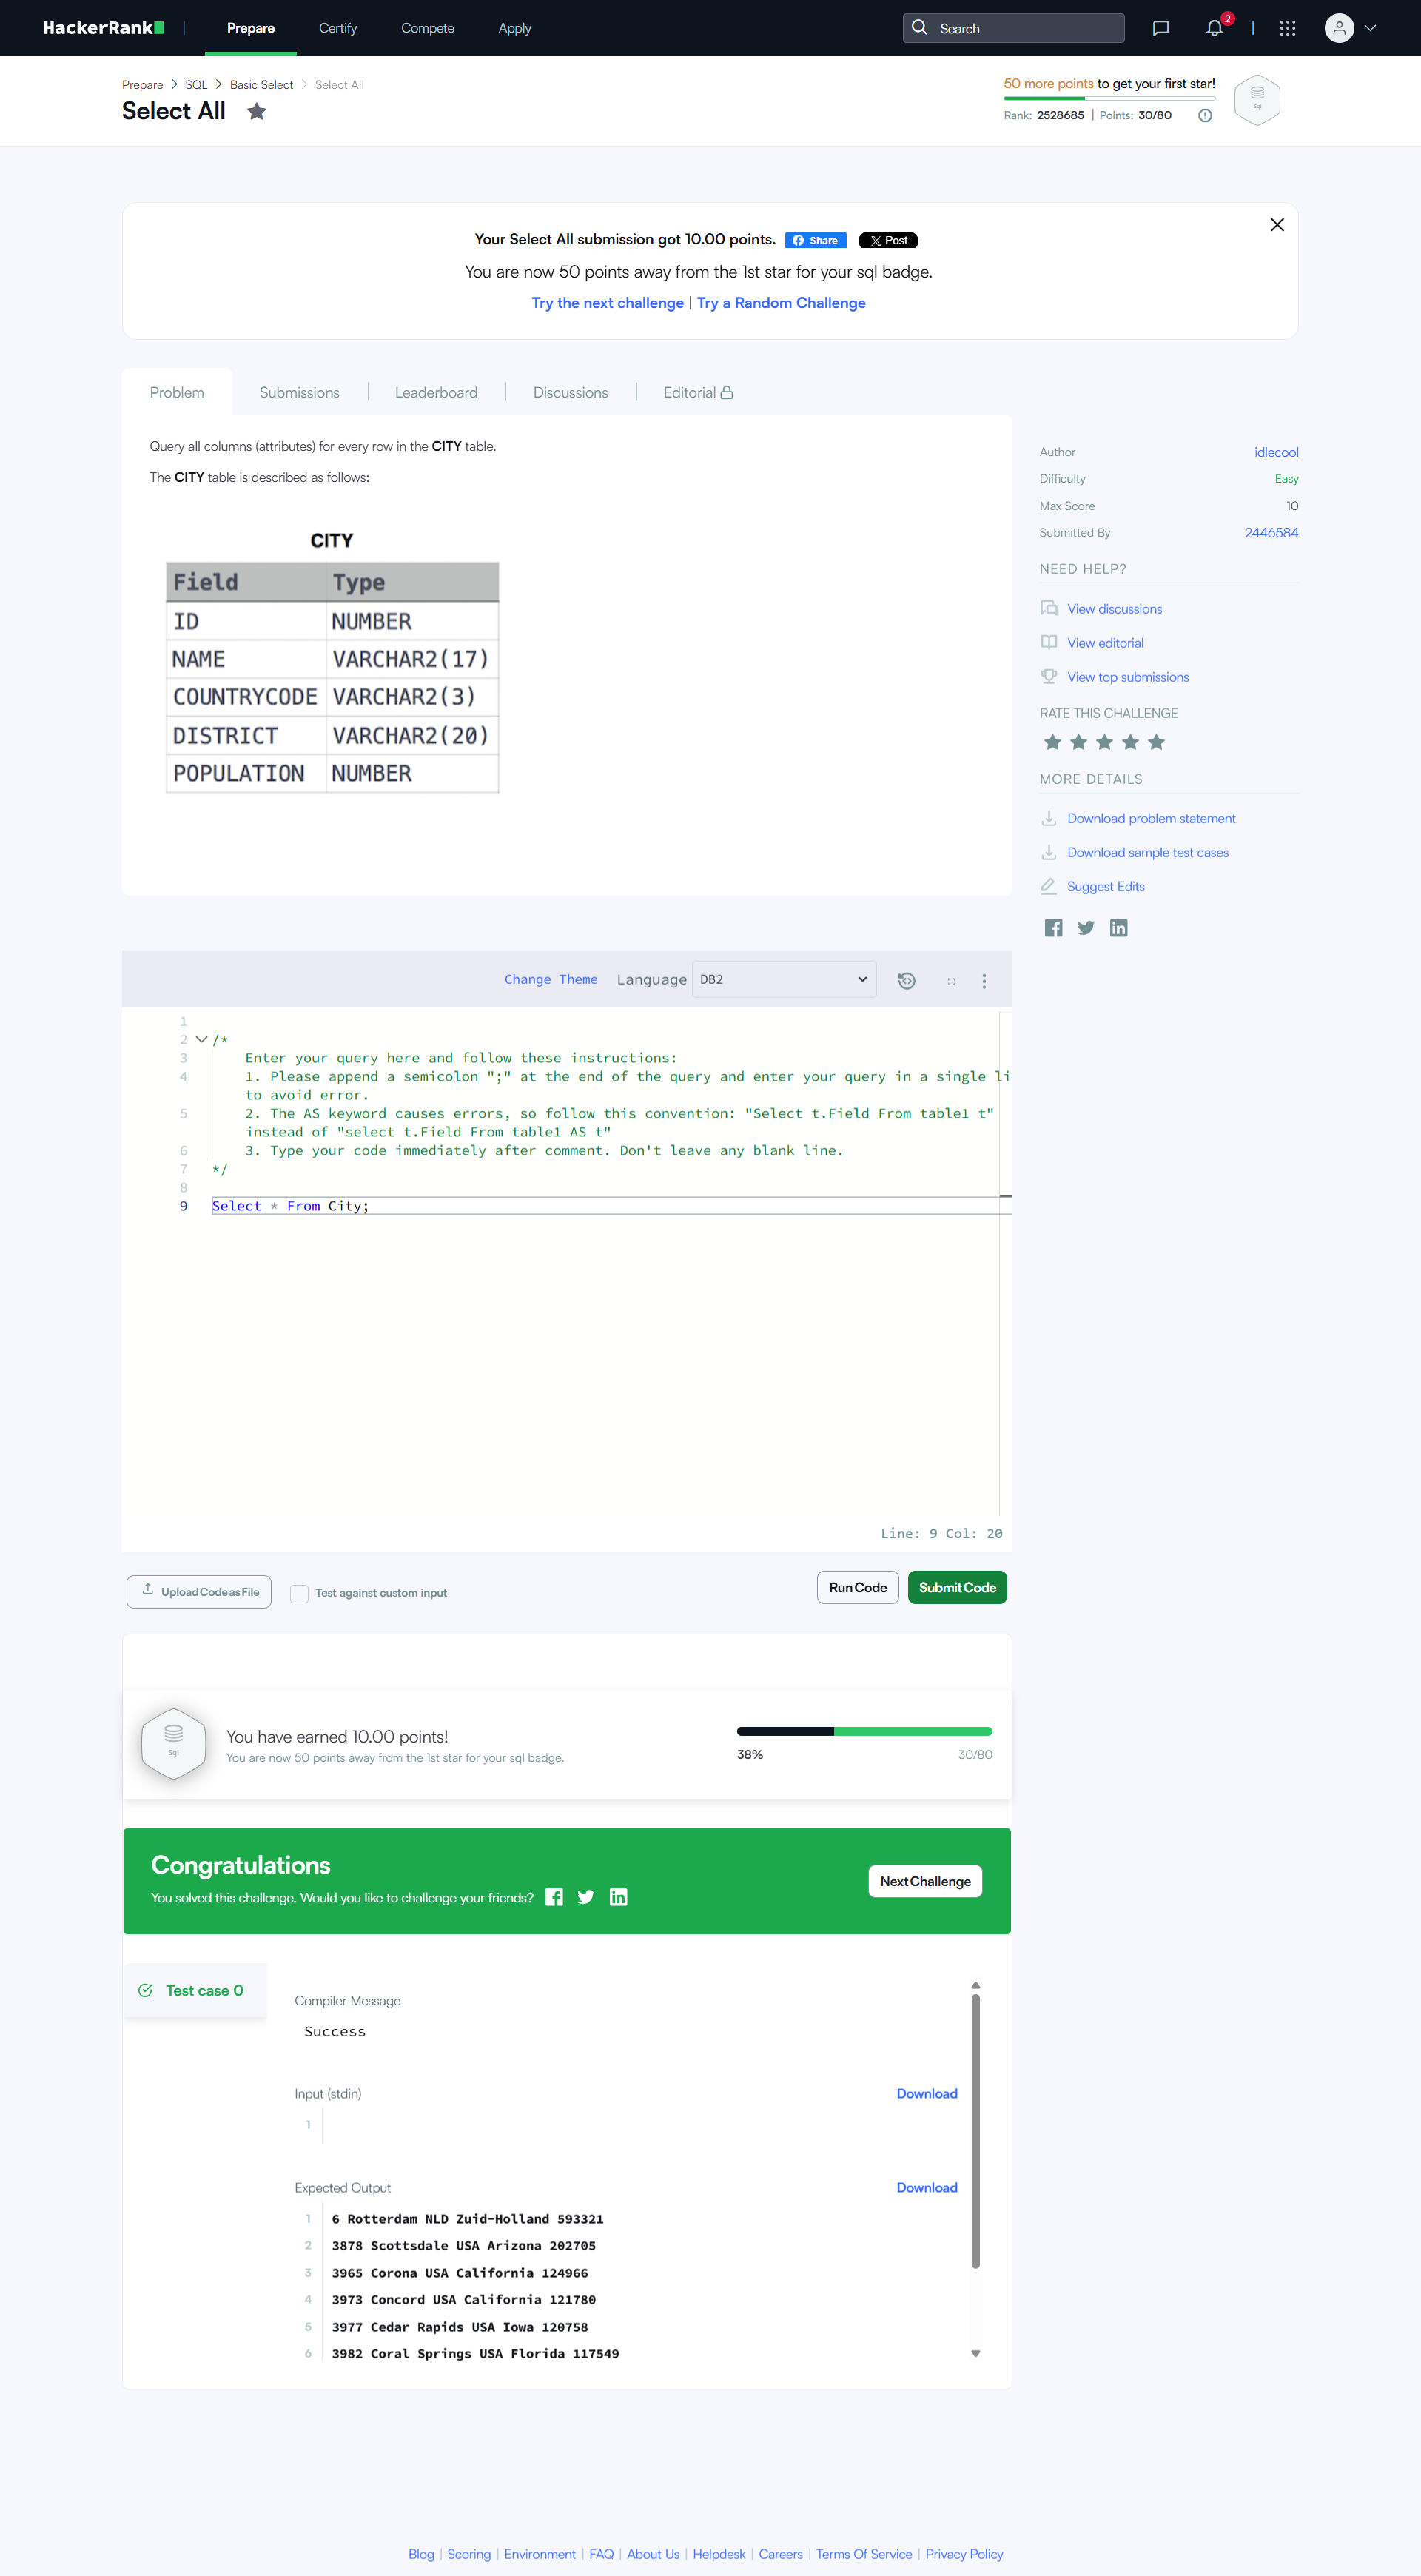 HackerRank
Prepare
Certify
Compete
Apply
Search
2
Prepare > SQL > Basic Select > Select All
Select All
50 more points to get your first star!
Rank: 2528685 | Points: 30/80
Sql
Your Select All submission got 10.00 points.
Share
Post
You are now 50 points away from the 1st star for your sql badge.
Try the next challenge | Try a Random Challenge
Problem
Submissions
Leaderboard
Discussions
Editorial
Query all columns (attributes) for every row in the CITY table.
The CITY table is described as follows:
CITY
Field Type
ID NUMBER
NAME VARCHAR2(17)
COUNTRYCODE VARCHAR2(3)
DISTRICT VARCHAR2(20)
POPULATION NUMBER
Author idlecool
Difficulty Easy
Max Score 10
Submitted By 2446584
NEED HELP?
View discussions
View editorial
View top submissions
RATE THIS CHALLENGE
MORE DETAILS
Download problem statement
Download sample test cases
Suggest Edits
Change Theme Language DB2
1
2 /*
3 Enter your query here and follow these instructions:
4 1. Please append a semicolon ";" at the end of the query and enter your query in a single li
to avoid error.
5 2. The AS keyword causes errors, so follow this convention: "Select t.Field From table1 t"
instead of "select t.Field From table1 AS t"
6 3. Type your code immediately after comment. Don't leave any blank line.
7 */
8
9 Select * From City;
Line: 9 Col: 20
Upload Code as File
Test against custom input
Run Code
Submit Code
Sql
You have earned 10.00 points!
You are now 50 points away from the 1st star for your sql badge.
38% 30/80
Congratulations
You solved this challenge. Would you like to challenge your friends?
Next Challenge
Test case 0
Compiler Message
Success
Input (stdin) Download
1
Expected Output Download
1 6 Rotterdam NLD Zuid-Holland 593321
2 3878 Scottsdale USA Arizona 202705
3 3965 Corona USA California 124966
4 3973 Concord USA California 121780
5 3977 Cedar Rapids USA Iowa 120758
6 3982 Coral Springs USA Florida 117549
Blog | Scoring | Environment | FAQ | About Us | Helpdesk | Careers | Terms Of Service | Privacy Policy